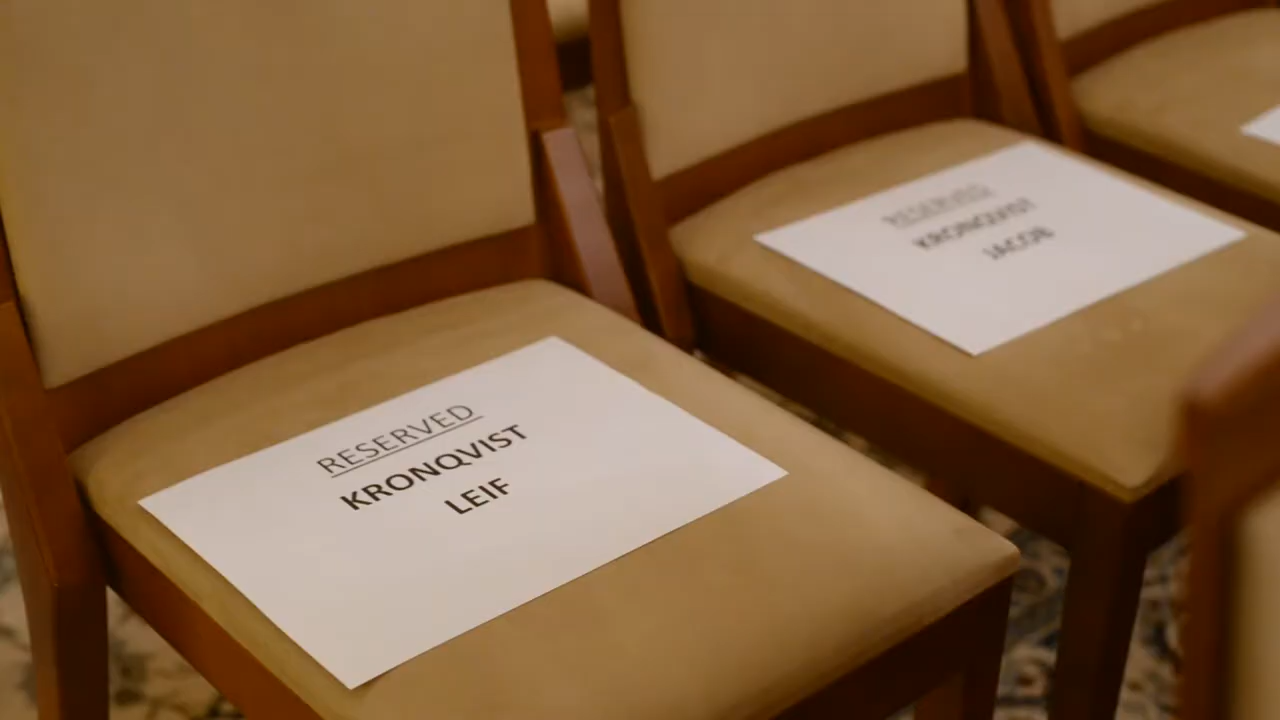 RESERVED
KRONQVIST
LEIF
RESERVED
KRONQVIST
JACOB